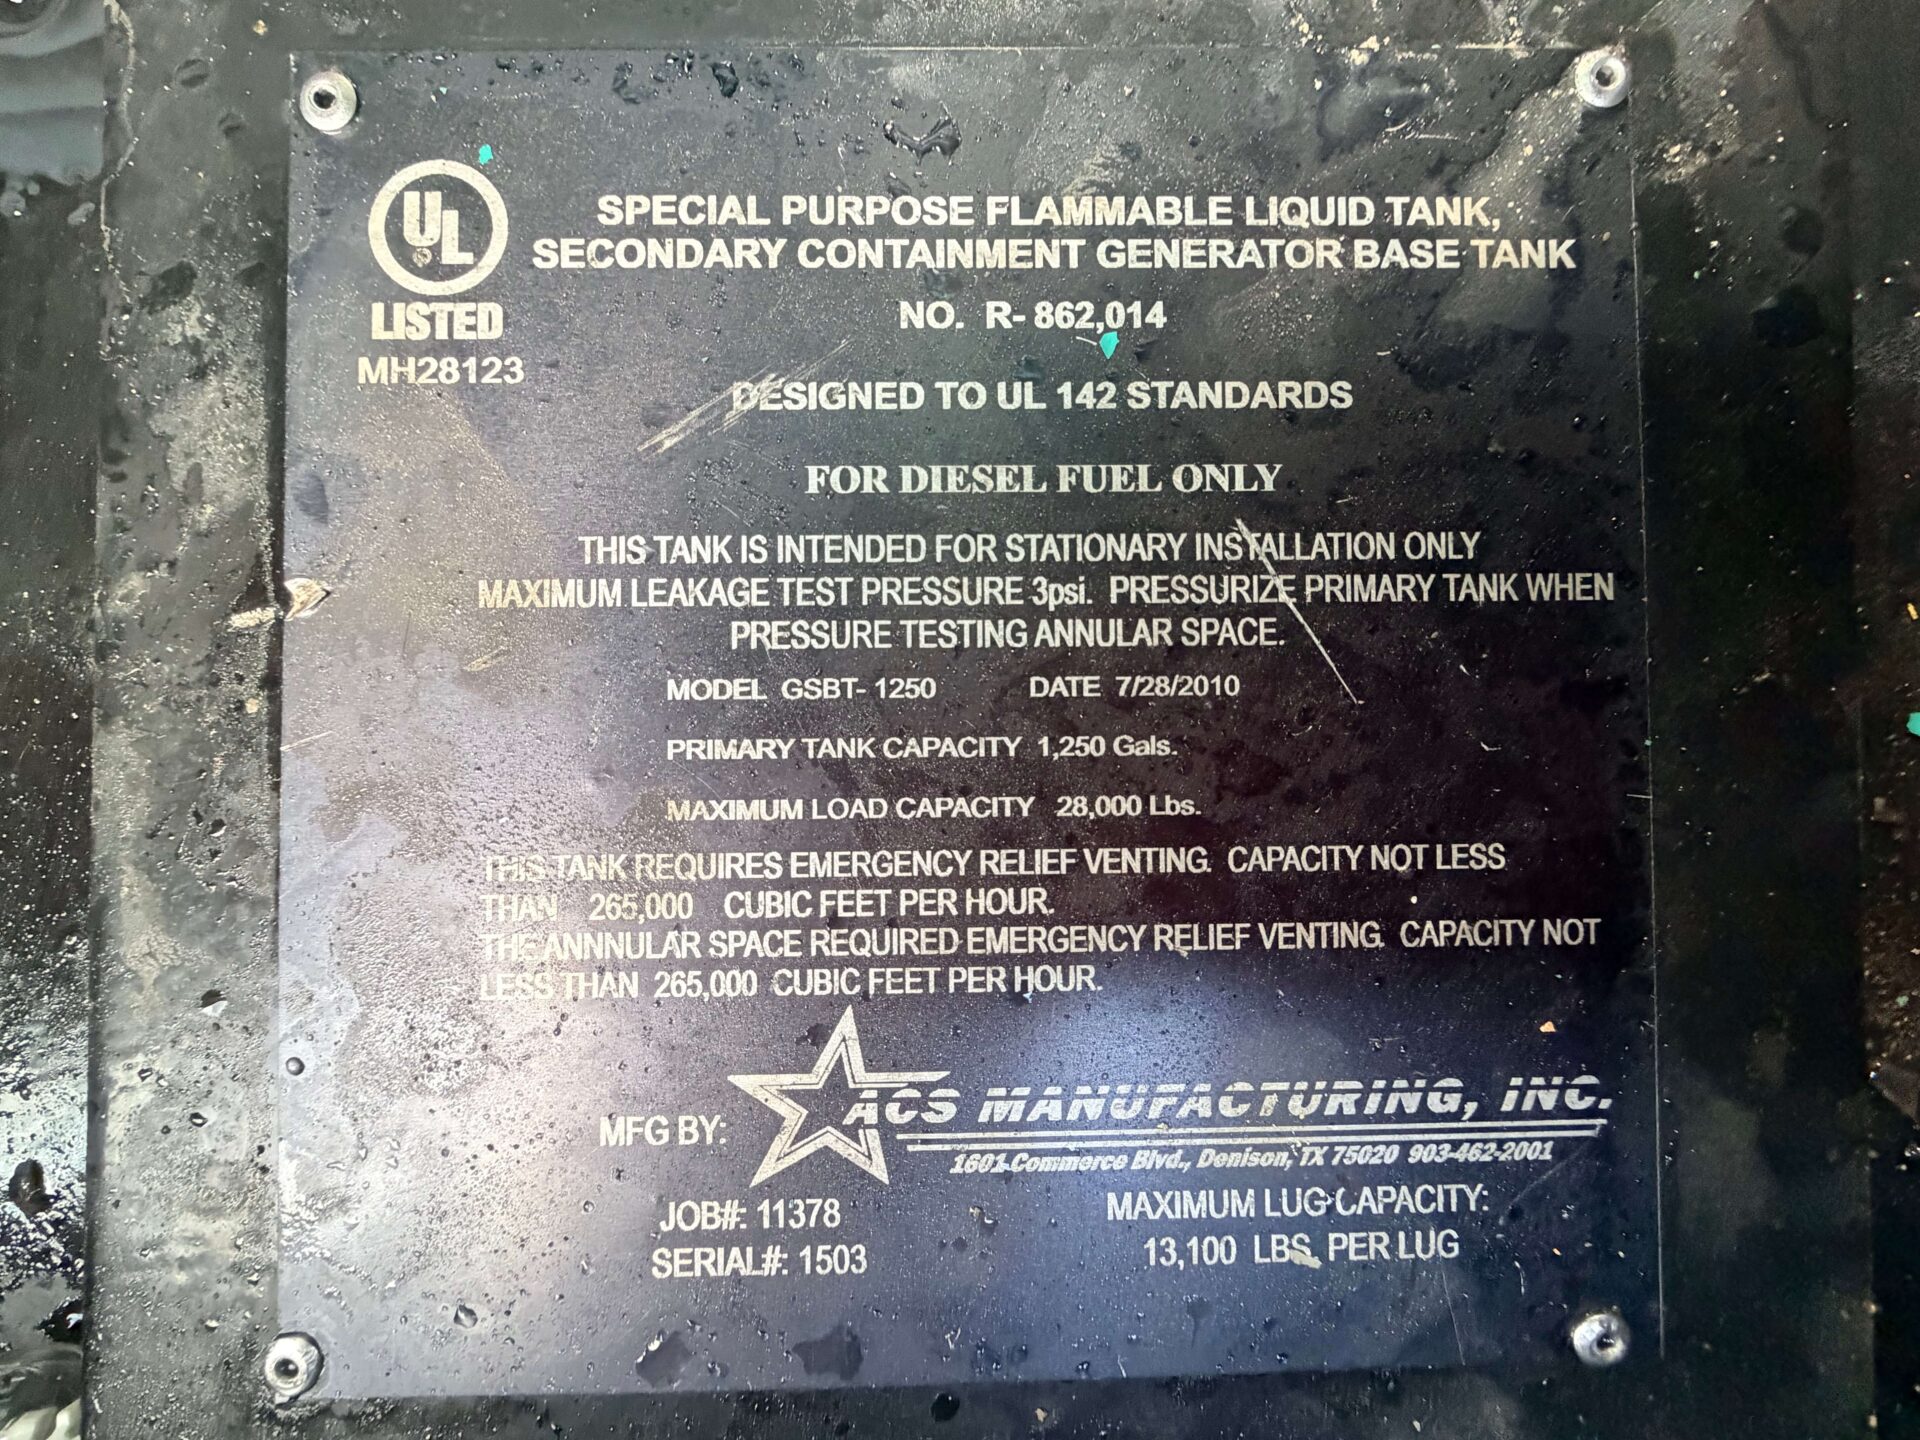 UL
LISTED
MH28123
SPECIAL PURPOSE FLAMMABLE LIQUID TANK,
SECONDARY CONTAINMENT GENERATOR BASE TANK
NO. R- 862,014
DESIGNED TO UL 142 STANDARDS
FOR DIESEL FUEL ONLY
THIS TANK IS INTENDED FOR STATIONARY INSTALLATION ONLY
MAXIMUM LEAKAGE TEST PRESSURE 3psi. PRESSURIZE PRIMARY TANK WHEN
PRESSURE TESTING ANNULAR SPACE.
MODEL GSBT- 1250 DATE 7/28/2010
PRIMARY TANK CAPACITY 1,250 Gals.
MAXIMUM LOAD CAPACITY 28,000 Lbs.
THIS TANK REQUIRES EMERGENCY RELIEF VENTING. CAPACITY NOT LESS
THAN 265,000 CUBIC FEET PER HOUR.
THE ANNNULAR SPACE REQUIRED EMERGENCY RELIEF VENTING. CAPACITY NOT
LESS THAN 265,000 CUBIC FEET PER HOUR.
MFG BY: ACS MANUFACTURING, INC.
1601 Commerce Blvd., Denison, TX 75020 903-462-2001
JOB#: 11378
SERIAL#: 1503
MAXIMUM LUG CAPACITY:
13,100 LBS. PER LUG